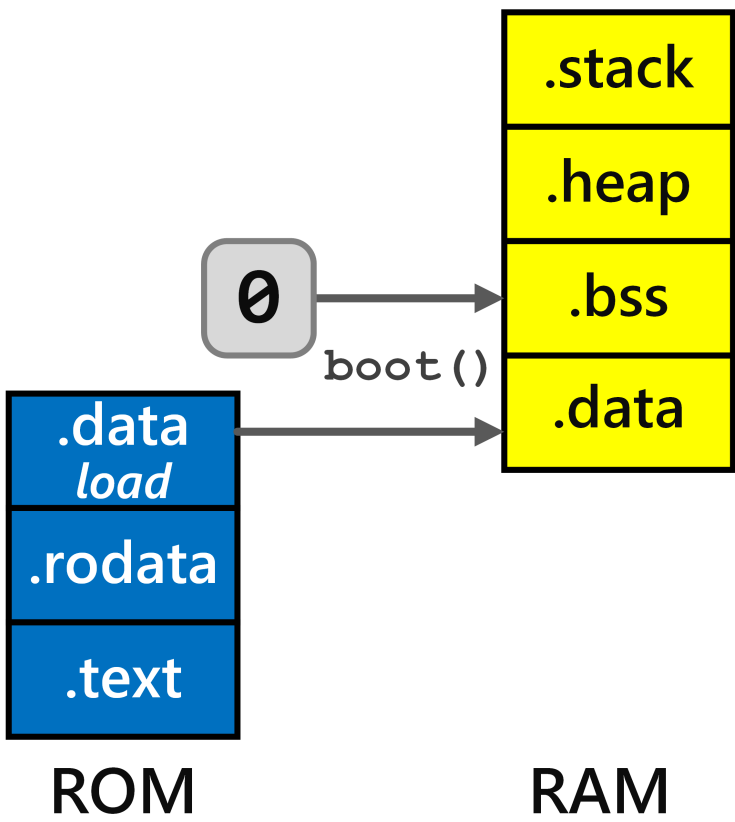 .stack
.heap
0
.bss
boot()
.data
.data
load
.rodata
.text
ROM
RAM